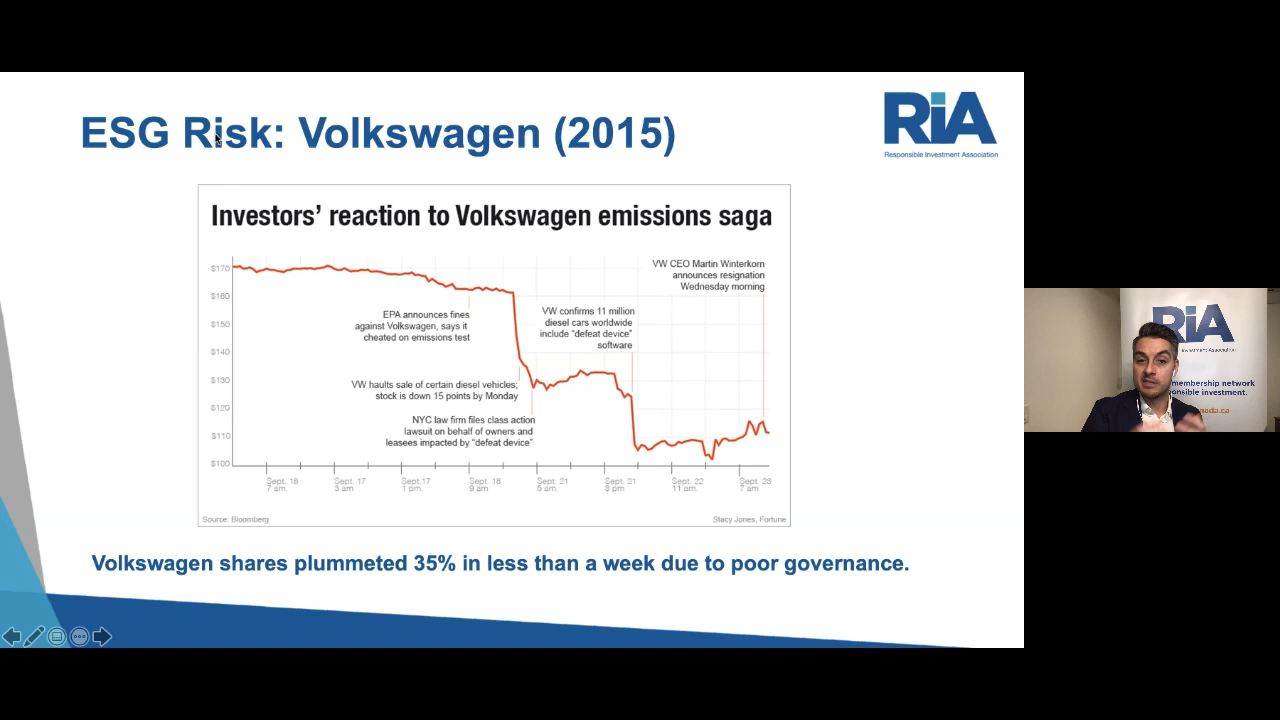 ESG Risk: Volkswagen (2015)
RiA
Responsible Investment Association
Investors' reaction to Volkswagen emissions saga
$170
$160
$150
$140
$130
$120
$110
$100
VW CEO Martin Winterkorn
announces resignation
Wednesday morning
EPA announces fines
against Volkswagen, says it
cheated on emissions test
VW confirms 11 million
diesel cars worldwide
include "defeat device"
software
VW haults sale of certain diesel vehicles;
stock is down 15 points by Monday
NYC law firm files class action
lawsuit on behalf of owners and
leasees impacted by "defeat device"
Sept. 16
7 am.
Sept. 17
3 am.
Sept.17
1 pm.
Sept. 18
9 am.
Sept. 21
5 am.
Sept. 21
3 pm.
Sept. 22
11 am.
Sept. 23
7 am
Source: Bloomberg
Stacy Jones, Fortune
Volkswagen shares plummeted 35% in less than a week due to poor governance.
RiA
Investment Association
membership network